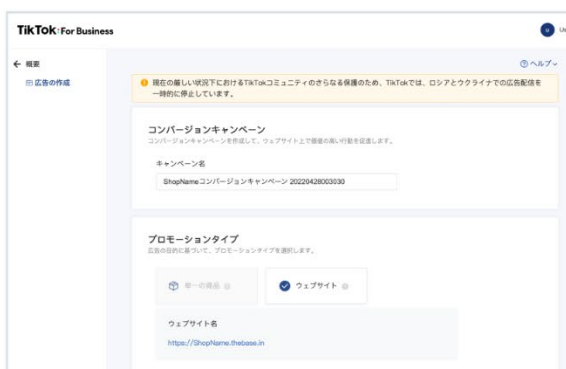 TikTok: For Business
u
Us
← 概要
ヘルプ
広告の作成
現在の厳しい状況下におけるTikTokコミュニティのさらなる保護のため、TikTokでは、ロシアとウクライナでの広告配信を
一時的に停止しています。
コンバージョンキャンペーン
コンバージョンキャンペーンを作成して、ウェブサイト上で価値の高い行動を促進します。
キャンペーン名
ShopNameコンバージョンキャンペーン 20220428003030
プロモーションタイプ
広告の目的に基づいて、プロモーションタイプを選択します。
単一の商品
ウェブサイト
ウェブサイト名
https://ShopName.thebase.in